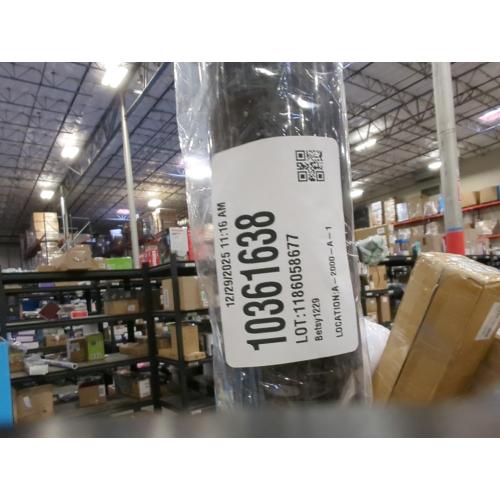 12/29/2025 11:16 AM
10361638
LOT:1186058677
Betsy1229
LOCATION:A - 2000 - A - 1